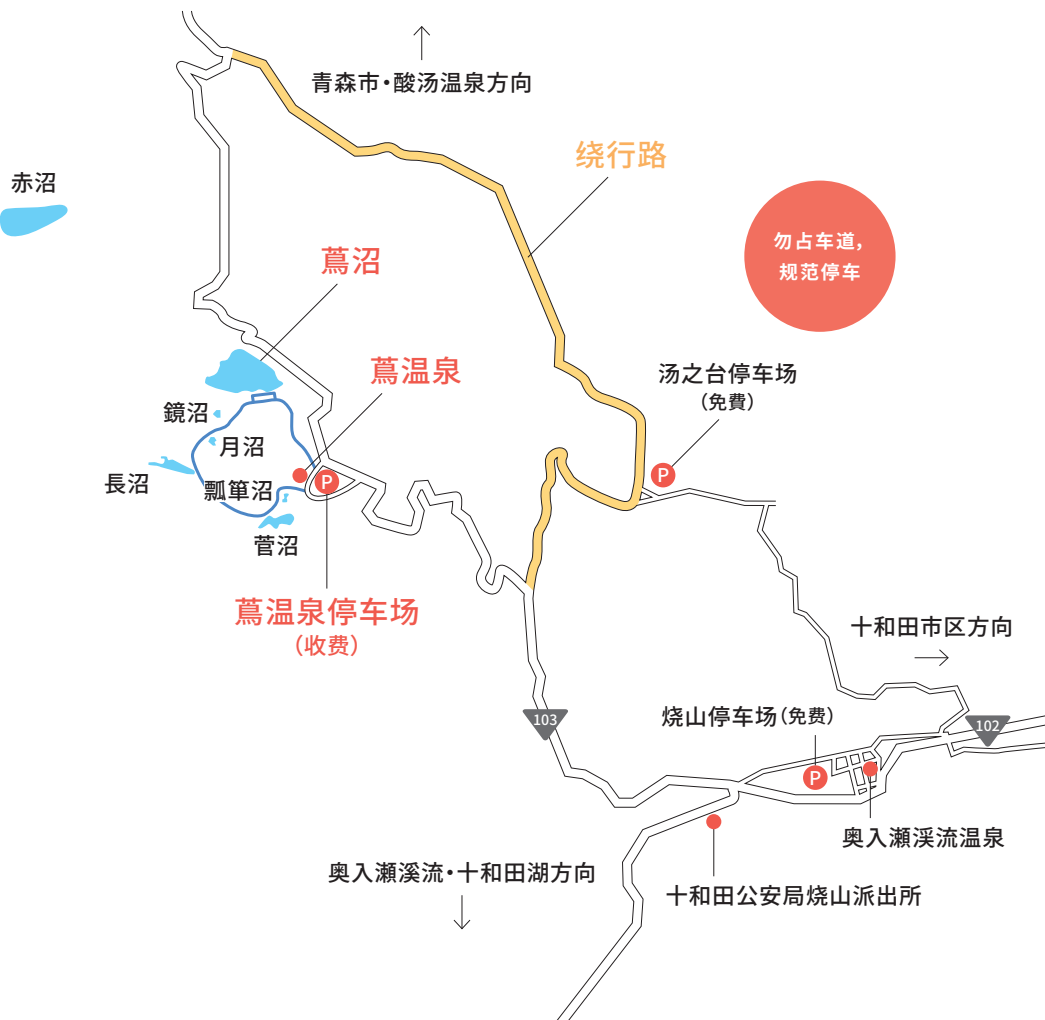 青森市・酸汤温泉方向
绕行路
赤沼
勿占车道,
规范停车
蔦沼
蔦温泉
汤之台停车场
（免費）
鏡沼
月沼
P
長沼
瓢箪沼
P
菅沼
蔦温泉停车场
（收费）
十和田市区方向
103
烧山停车场（免费）
102
P
奥入瀬溪流温泉
奥入瀬溪流・十和田湖方向
十和田公安局烧山派出所